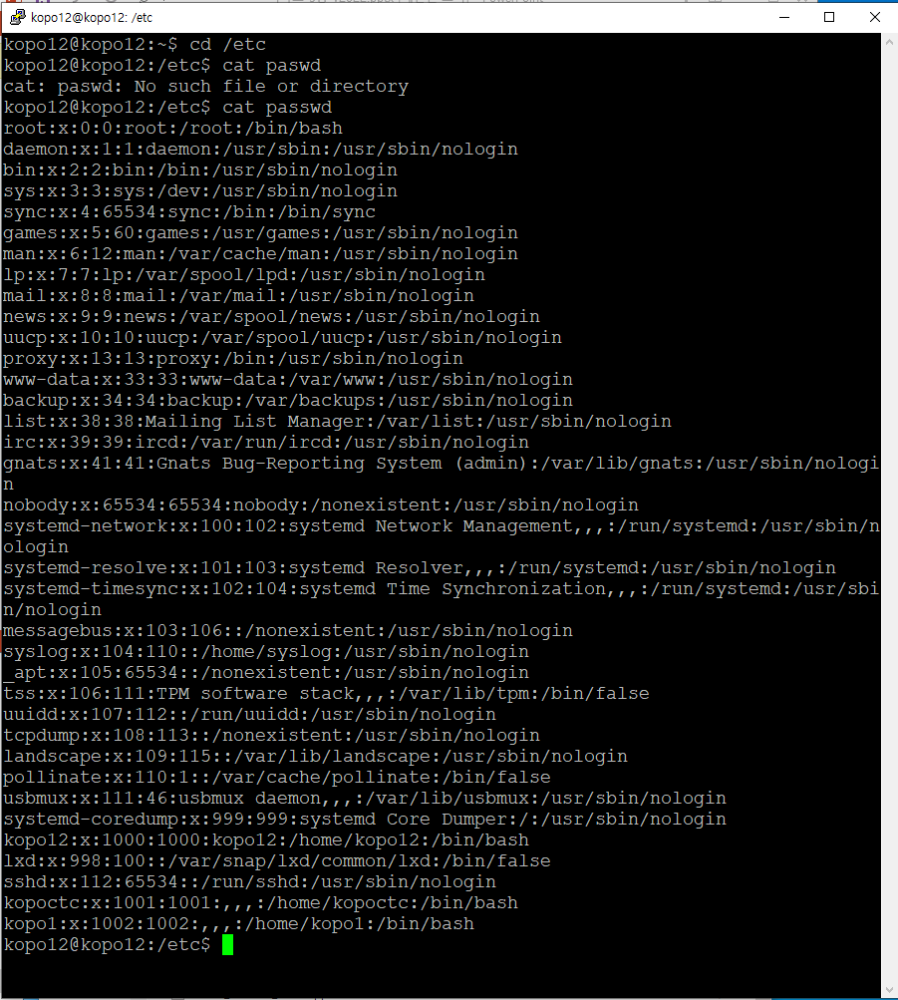 kopo12@kopo12: /etc
kopo12@kopo12:~$ cd /etc
kopo12@kopo12:/etc$ cat paswd
cat: paswd: No such file or directory
kopo12@kopo12:/etc$ cat passwd
root:x:0:0:root:/root:/bin/bash
daemon:x:1:1:daemon:/usr/sbin:/usr/sbin/nologin
bin:x:2:2:bin:/bin:/usr/sbin/nologin
sys:x:3:3:sys:/dev:/usr/sbin/nologin
sync:x:4:65534:sync:/bin:/bin/sync
games:x:5:60:games:/usr/games:/usr/sbin/nologin
man:x:6:12:man:/var/cache/man:/usr/sbin/nologin
lp:x:7:7:lp:/var/spool/lpd:/usr/sbin/nologin
mail:x:8:8:mail:/var/mail:/usr/sbin/nologin
news:x:9:9:news:/var/spool/news:/usr/sbin/nologin
uucp:x:10:10:uucp:/var/spool/uucp:/usr/sbin/nologin
proxy:x:13:13:proxy:/bin:/usr/sbin/nologin
www-data:x:33:33:www-data:/var/www:/usr/sbin/nologin
backup:x:34:34:backup:/var/backups:/usr/sbin/nologin
list:x:38:38:Mailing List Manager:/var/list:/usr/sbin/nologin
irc:x:39:39:ircd:/var/run/ircd:/usr/sbin/nologin
gnats:x:41:41:Gnats Bug-Reporting System (admin):/var/lib/gnats:/usr/sbin/nologi
n
nobody:x:65534:65534:nobody:/nonexistent:/usr/sbin/nologin
systemd-network:x:100:102:systemd Network Management,,,:/run/systemd:/usr/sbin/n
ologin
systemd-resolve:x:101:103:systemd Resolver,,,:/run/systemd:/usr/sbin/nologin
systemd-timesync:x:102:104:systemd Time Synchronization,,,:/run/systemd:/usr/sbi
n/nologin
messagebus:x:103:106::/nonexistent:/usr/sbin/nologin
syslog:x:104:110::/home/syslog:/usr/sbin/nologin
_apt:x:105:65534::/nonexistent:/usr/sbin/nologin
tss:x:106:111:TPM software stack,,,:/var/lib/tpm:/bin/false
uuidd:x:107:112::/run/uuidd:/usr/sbin/nologin
tcpdump:x:108:113::/nonexistent:/usr/sbin/nologin
landscape:x:109:115::/var/lib/landscape:/usr/sbin/nologin
pollinate:x:110:1::/var/cache/pollinate:/bin/false
usbmux:x:111:46:usbmux daemon,,,:/var/lib/usbmux:/usr/sbin/nologin
systemd-coredump:x:999:999:systemd Core Dumper:/:/usr/sbin/nologin
kopo12:x:1000:1000:kopo12:/home/kopo12:/bin/bash
lxd:x:998:100::/var/snap/lxd/common/lxd:/bin/false
sshd:x:112:65534::/run/sshd:/usr/sbin/nologin
kopoctc:x:1001:1001:,,,:/home/kopoctc:/bin/bash
kopo1:x:1002:1002:,,,:/home/kopo1:/bin/bash
kopo12@kopo12:/etc$